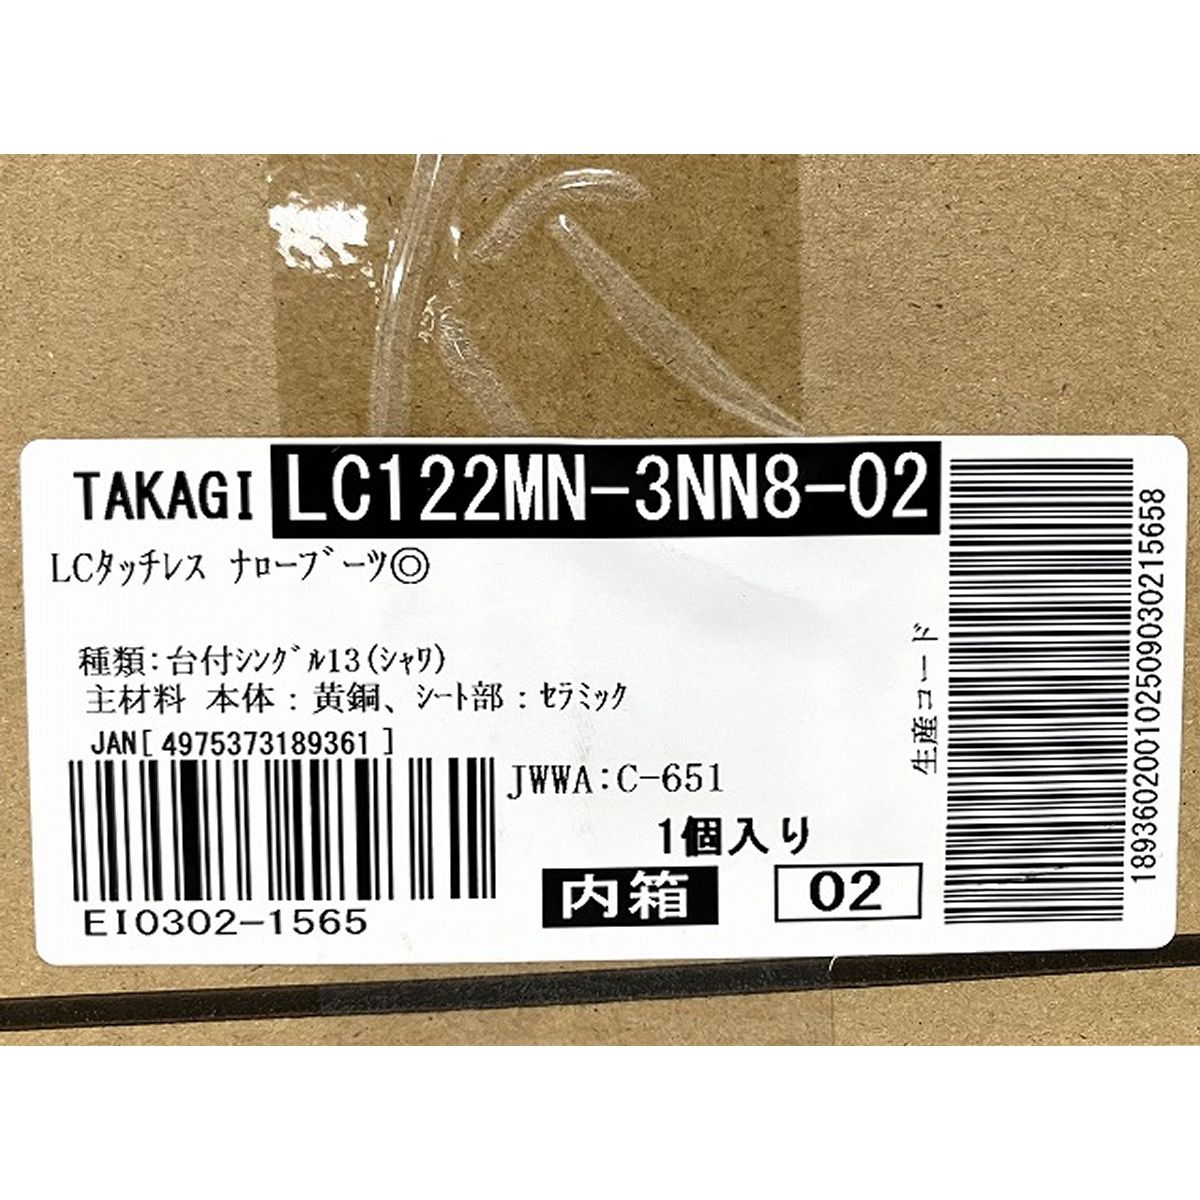 TAKAGI LC122MN-3NN8-02
LCﾀｯﾁﾚｽ ﾅﾛｰﾌﾞｰﾂ◎
種類:台付ｼﾝｸﾞﾙ13(ｼｬﾜ)
主材料 本体:黄銅、ｼｰﾄ部:ｾﾗﾐｯｸ
JAN[ 4975373189361 ]
JWWA:C-651
1個入り
内箱 02
EI0302-1565
生産コード
18936020010250903021​5658